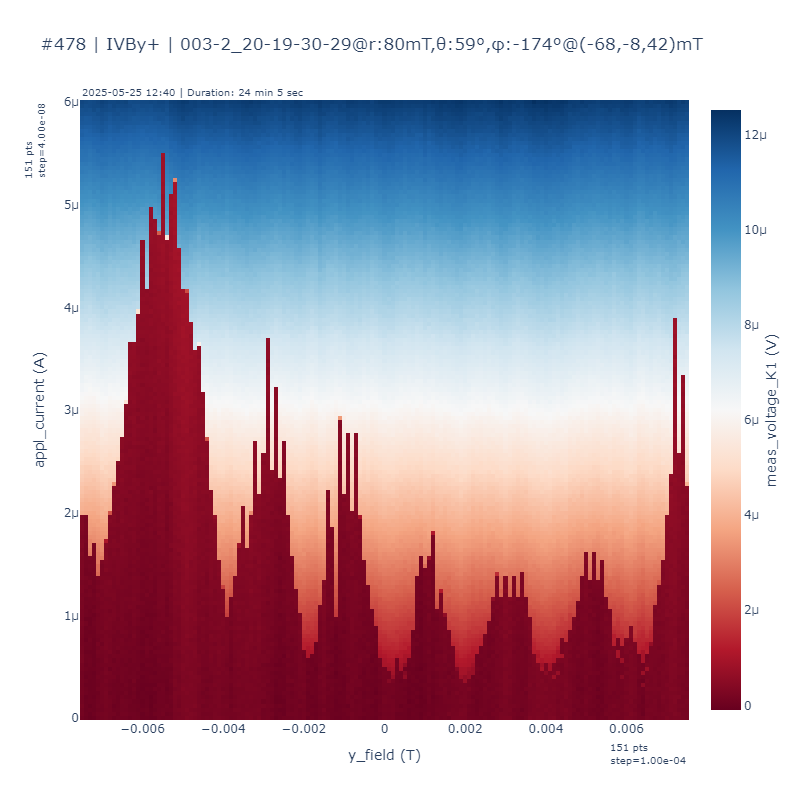 #478 | IVBy+ | 003-2_20-19-30-29@r:80mT,θ:59°,φ:-174°@(-68,-8,42)mT
2025-05-25 12:40 | Duration: 24 min 5 sec
151 pts
step=4.00e-08
6μ
5μ
4μ
3μ
2μ
1μ
0
appl_current (A)
−0.006
−0.004
−0.002
0
0.002
0.004
0.006
y_field (T)
151 pts
step=1.00e-04
12μ
10μ
8μ
6μ
4μ
2μ
0
meas_voltage_K1 (V)